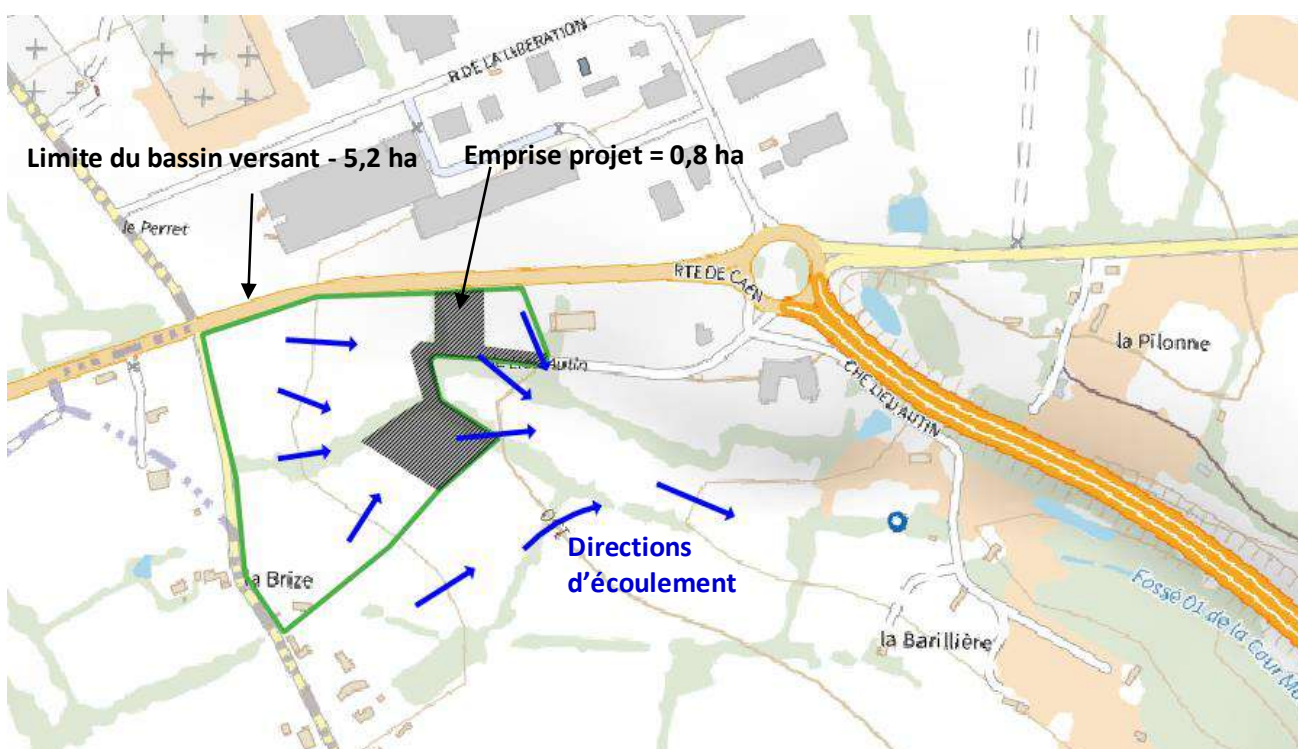 R DE LA LIBERATION
Limite du bassin versant - 5,2 ha
Emprise projet = 0,8 ha
le Perret
RTE DE CAEN
la Pilonne
CHE LIEU AUTIN
Directions
d'écoulement
la Brize
Fossé 01 de la Cour
la Barillière